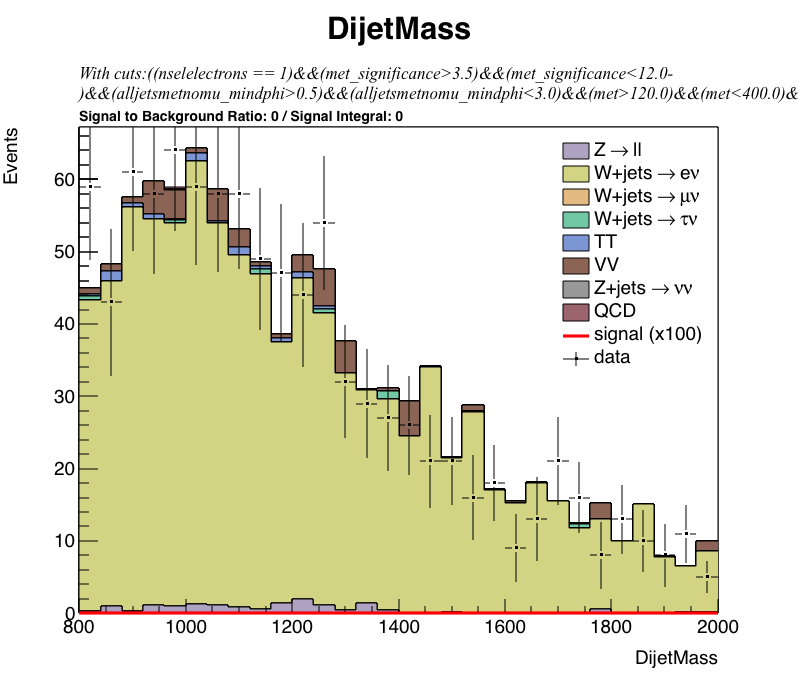 DijetMass
With cuts:((nselelectrons == 1)&&(met_significance>3.5)&&(met_significance<12.0-
)&&(alljetsmetnomu_mindphi>0.5)&&(alljetsmetnomu_mindphi<3.0)&&(met>120.0)&&(met<400.0)&
Signal to Background Ratio: 0 / Signal Integral: 0
Events
Z → ll
W+jets → eν
W+jets → μν
W+jets → τν
TT
VV
Z+jets → νν
QCD
signal (x100)
data
60
50
40
30
20
10
0
800 1000 1200 1400 1600 1800 2000
DijetMass